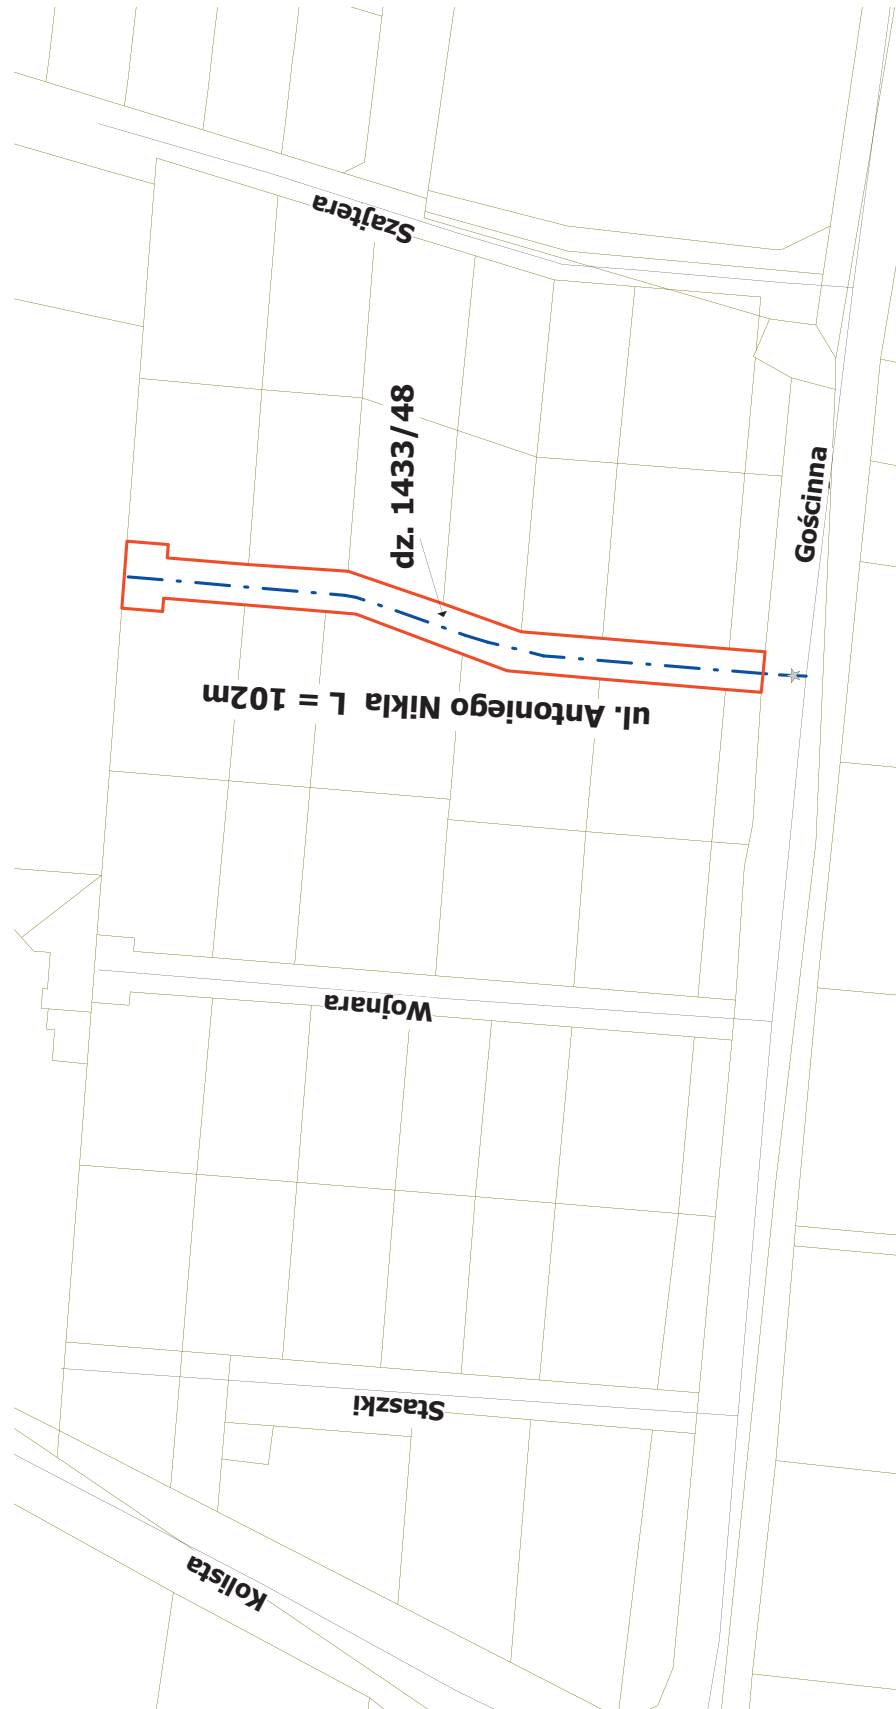 Szajtera
dz. 1433/48
Gościnna
ul. Antoniego Nikla L = 102m
Wojnara
Staszki
Kolista